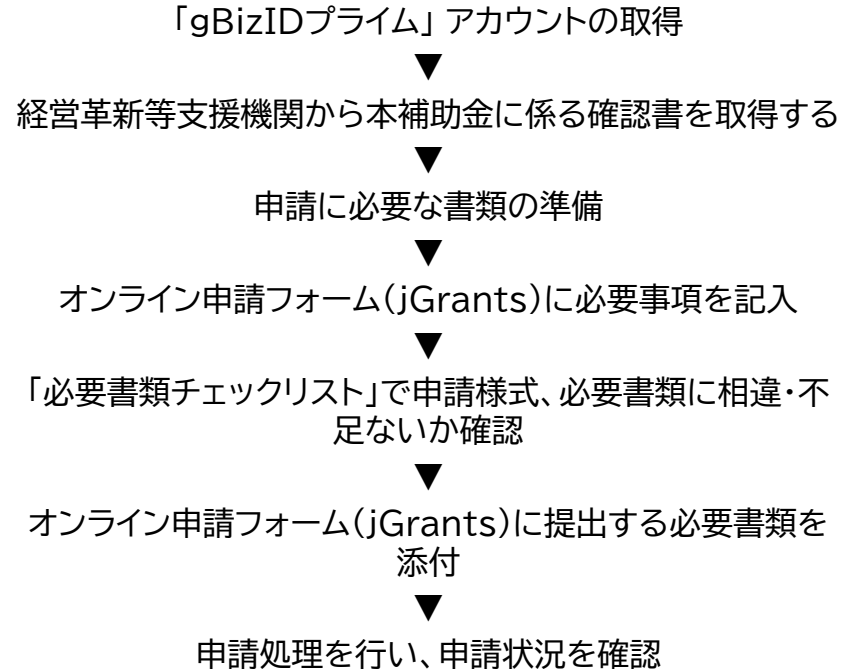 「gBizIDプライム」 アカウントの取得
▼
経営革新等支援機関から本補助金に係る確認書を取得する
▼
申請に必要な書類の準備
▼
オンライン申請フォーム(jGrants)に必要事項を記入
▼
「必要書類チェックリスト」で申請様式、必要書類に相違・不
足ないか確認
▼
オンライン申請フォーム(jGrants)に提出する必要書類を
添付
▼
申請処理を行い、申請状況を確認